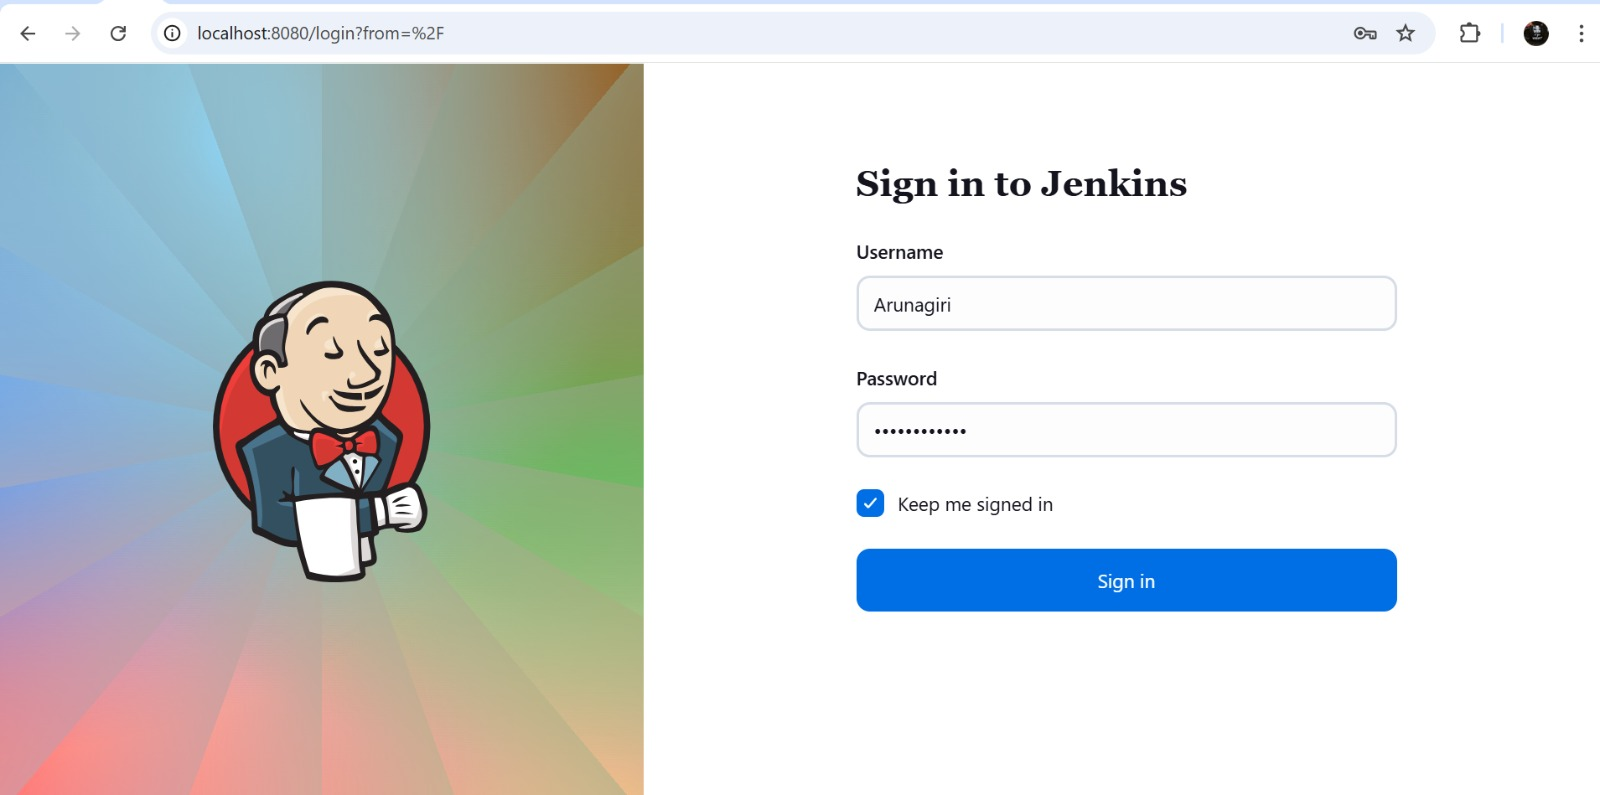 localhost:8080/login?from=%2F
Sign in to Jenkins
Username
Arunagiri
Password
••••••••••••
Keep me signed in
Sign in